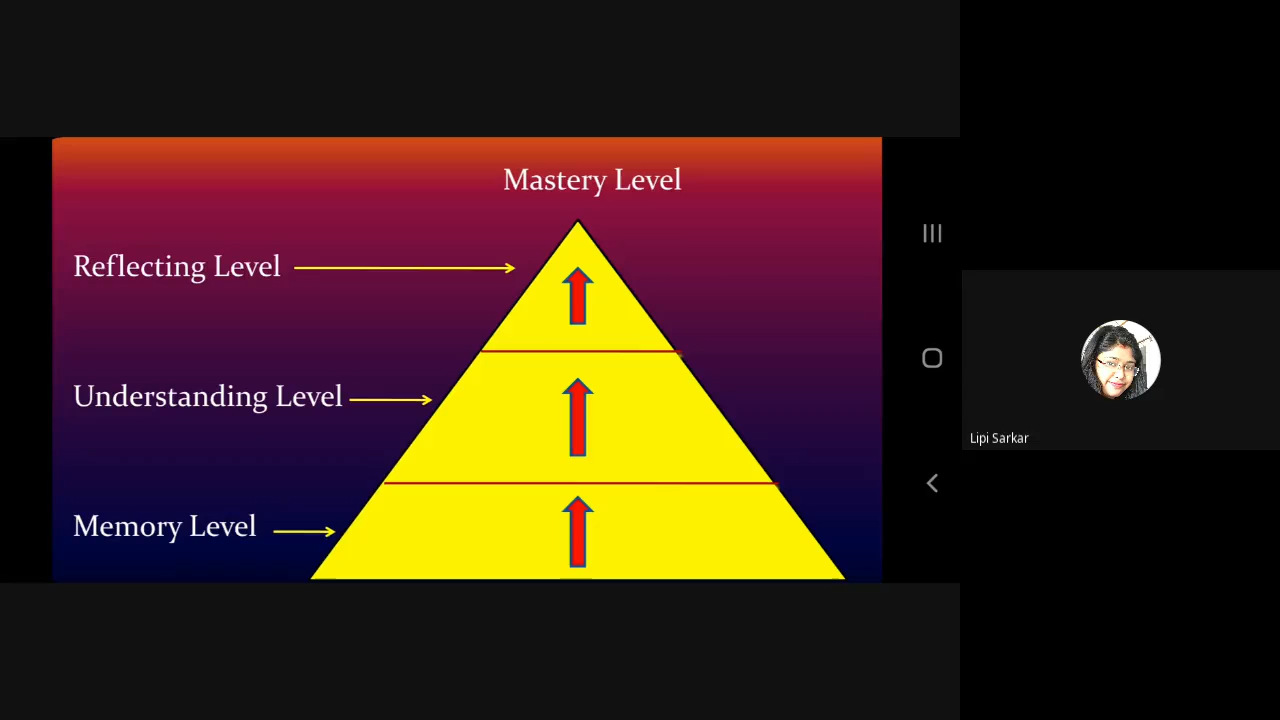 Mastery Level
Reflecting Level
Understanding Level
Memory Level
Lipi Sarkar